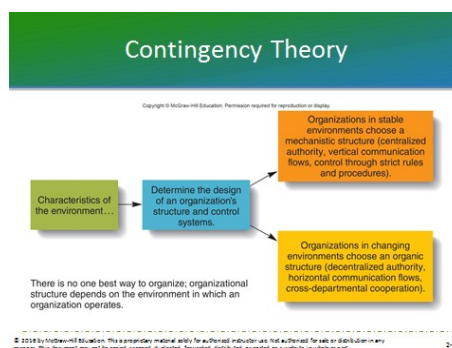 Contingency Theory
Copyright © McGraw-Hill Education. Permission required for reproduction or display.
Characteristics of
the environment…
Determine the design
of an organization's
structure and control
systems.
Organizations in stable
environments choose a
mechanistic structure (centralized
authority, vertical communication
flows, control through strict rules
and procedures).
Organizations in changing
environments choose an organic
structure (decentralized authority,
horizontal communication flows,
cross-departmental cooperation).
There is no one best way to organize; organizational
structure depends on the environment in which an
organization operates.
© 2016 by McGraw-Hill Education. This is proprietary material solely for authorized instructor use. Not authorized for sale or distribution in any